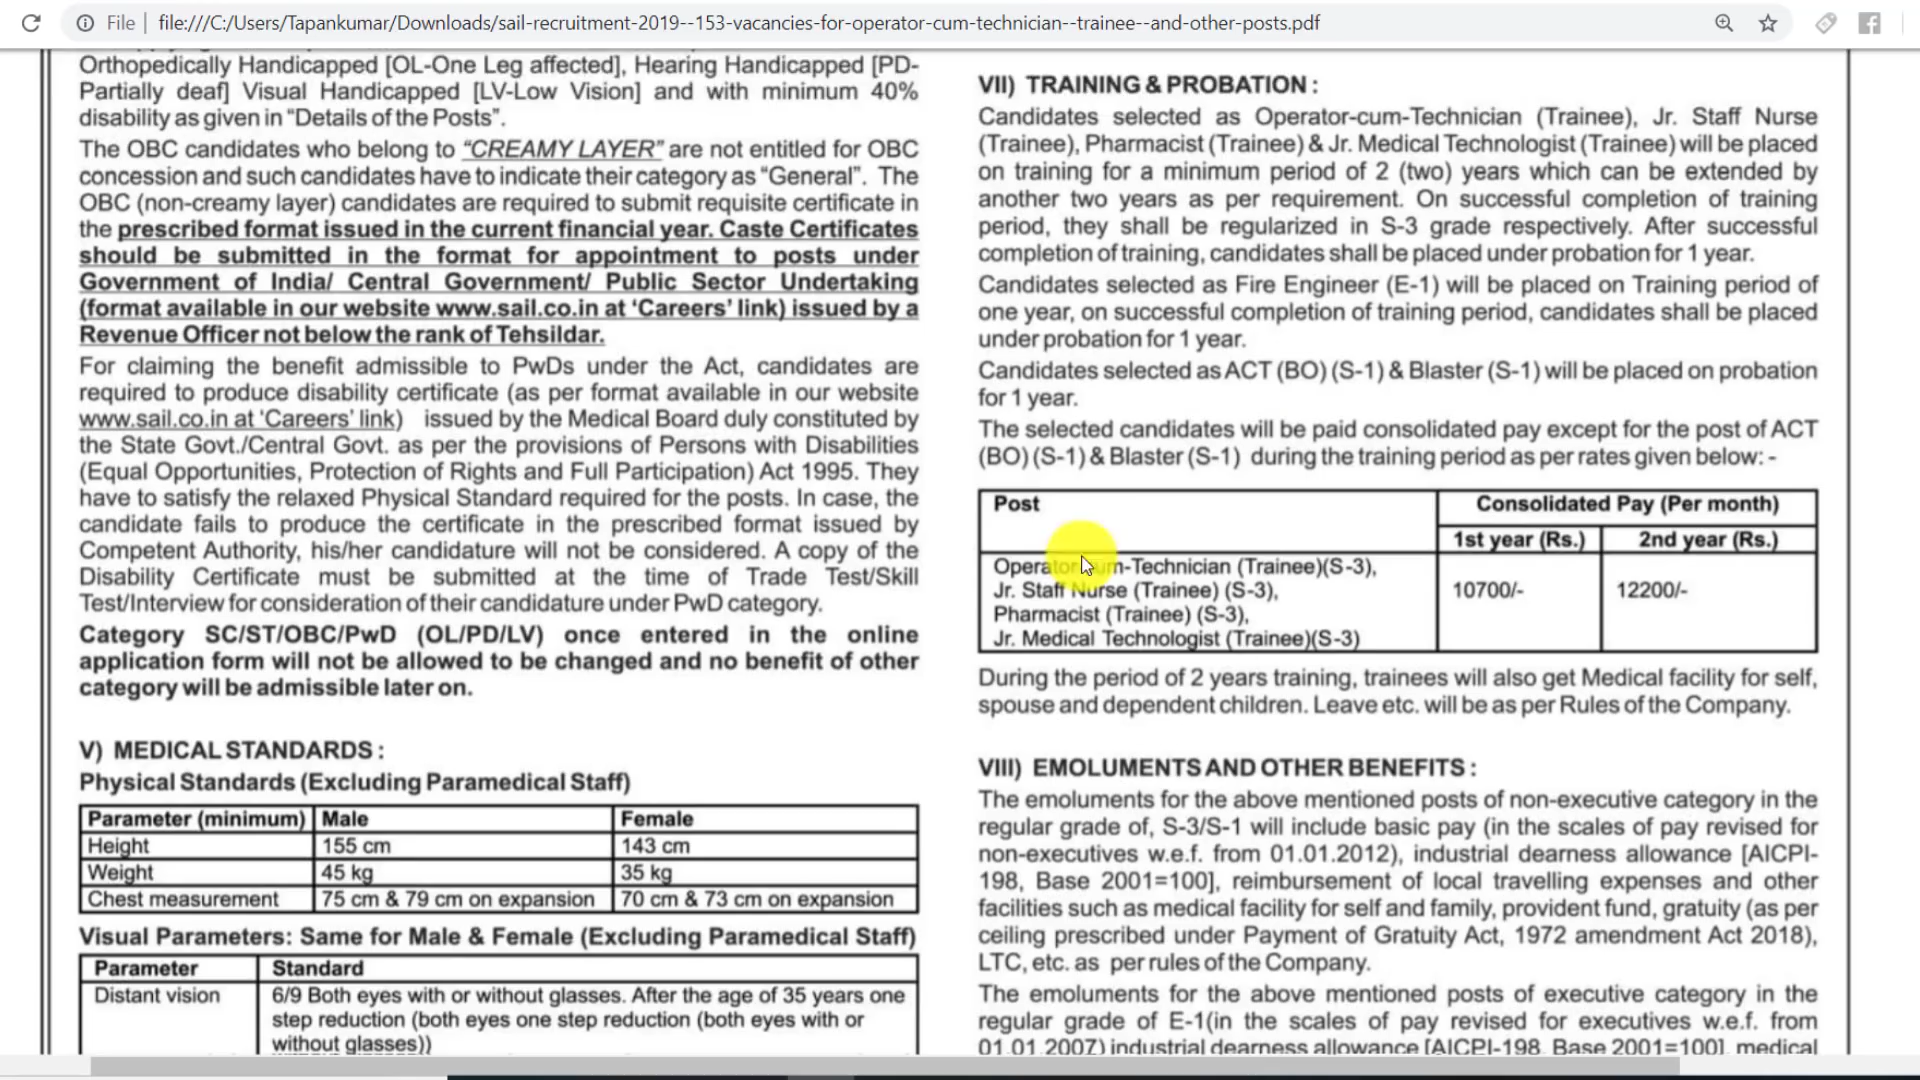 File | file:///C:/Users/Tapankumar/Downloads/sail-recruitment-2019--153-vacancies-for-operator-cum-technician--trainee--and-other-posts.pdf
Orthopedically Handicapped [OL-One Leg affected], Hearing Handicapped [PD-
Partially deaf] Visual Handicapped [LV-Low Vision] and with minimum 40%
disability as given in “Details of the Posts”.
The OBC candidates who belong to “CREAMY LAYER” are not entitled for OBC
concession and such candidates have to indicate their category as “General”. The
OBC (non-creamy layer) candidates are required to submit requisite certificate in
the prescribed format issued in the current financial year. Caste Certificates
should be submitted in the format for appointment to posts under
Government of India/ Central Government/ Public Sector Undertaking
(format available in our website www.sail.co.in at ‘Careers’ link) issued by a
Revenue Officer not below the rank of Tehsildar.
For claiming the benefit admissible to PwDs under the Act, candidates are
required to produce disability certificate (as per format available in our website
www.sail.co.in at ‘Careers’ link) issued by the Medical Board duly constituted by
the State Govt./Central Govt. as per the provisions of Persons with Disabilities
(Equal Opportunities, Protection of Rights and Full Participation) Act 1995. They
have to satisfy the relaxed Physical Standard required for the posts. In case, the
candidate fails to produce the certificate in the prescribed format issued by
Competent Authority, his/her candidature will not be considered. A copy of the
Disability Certificate must be submitted at the time of Trade Test/Skill
Test/Interview for consideration of their candidature under PwD category.
Category SC/ST/OBC/PwD (OL/PD/LV) once entered in the online
application form will not be allowed to be changed and no benefit of other
category will be admissible later on.
V) MEDICAL STANDARDS :
Physical Standards (Excluding Paramedical Staff)
Parameter (minimum) Male Female
Height 155 cm 143 cm
Weight 45 kg 35 kg
Chest measurement 75 cm & 79 cm on expansion 70 cm & 73 cm on expansion
Visual Parameters: Same for Male & Female (Excluding Paramedical Staff)
Parameter Standard
Distant vision 6/9 Both eyes with or without glasses. After the age of 35 years one
step reduction (both eyes one step reduction (both eyes with or
without glasses))
VII) TRAINING & PROBATION :
Candidates selected as Operator-cum-Technician (Trainee), Jr. Staff Nurse
(Trainee), Pharmacist (Trainee) & Jr. Medical Technologist (Trainee) will be placed
on training for a minimum period of 2 (two) years which can be extended by
another two years as per requirement. On successful completion of training
period, they shall be regularized in S-3 grade respectively. After successful
completion of training, candidates shall be placed under probation for 1 year.
Candidates selected as Fire Engineer (E-1) will be placed on Training period of
one year, on successful completion of training period, candidates shall be placed
under probation for 1 year.
Candidates selected as ACT (BO) (S-1) & Blaster (S-1) will be placed on probation
for 1 year.
The selected candidates will be paid consolidated pay except for the post of ACT
(BO) (S-1) & Blaster (S-1) during the training period as per rates given below: -
Post Consolidated Pay (Per month)
1st year (Rs.) 2nd year (Rs.)
Operator-cum-Technician (Trainee)(S-3),
Jr. Staff Nurse (Trainee) (S-3), 10700/- 12200/-
Pharmacist (Trainee) (S-3),
Jr. Medical Technologist (Trainee)(S-3)
During the period of 2 years training, trainees will also get Medical facility for self,
spouse and dependent children. Leave etc. will be as per Rules of the Company.
VIII) EMOLUMENTS AND OTHER BENEFITS :
The emoluments for the above mentioned posts of non-executive category in the
regular grade of, S-3/S-1 will include basic pay (in the scales of pay revised for
non-executives w.e.f. from 01.01.2012), industrial dearness allowance [AICPI-
198, Base 2001=100], reimbursement of local travelling expenses and other
facilities such as medical facility for self and family, provident fund, gratuity (as per
ceiling prescribed under Payment of Gratuity Act, 1972 amendment Act 2018),
LTC, etc. as per rules of the Company.
The emoluments for the above mentioned posts of executive category in the
regular grade of E-1(in the scales of pay revised for executives w.e.f. from
01.01.2007) industrial dearness allowance [AICPI-198, Base 2001=100], medical